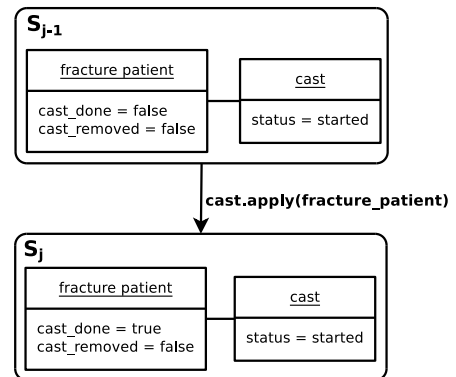 Sj-1
fracture patient
cast_done = false
cast_removed = false
cast
status = started
cast.apply(fracture_patient)
Sj
fracture patient
cast_done = true
cast_removed = false
cast
status = started